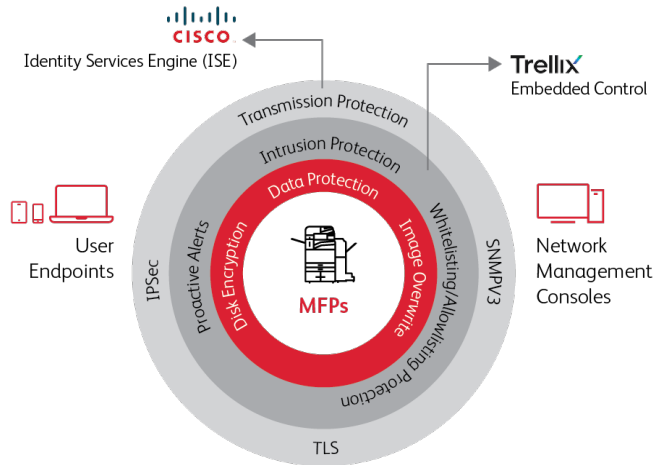 CISCO
Identity Services Engine (ISE)
Trellix
Embedded Control
Transmission Protection
Intrusion Protection
Data Protection
User
Endpoints
IPSec
Proactive Alerts
Disk Encryption
MFPs
Image Overwrite
Whitelisting/Allowlisting Protection
SNMPV3
Network
Management
Consoles
TLS